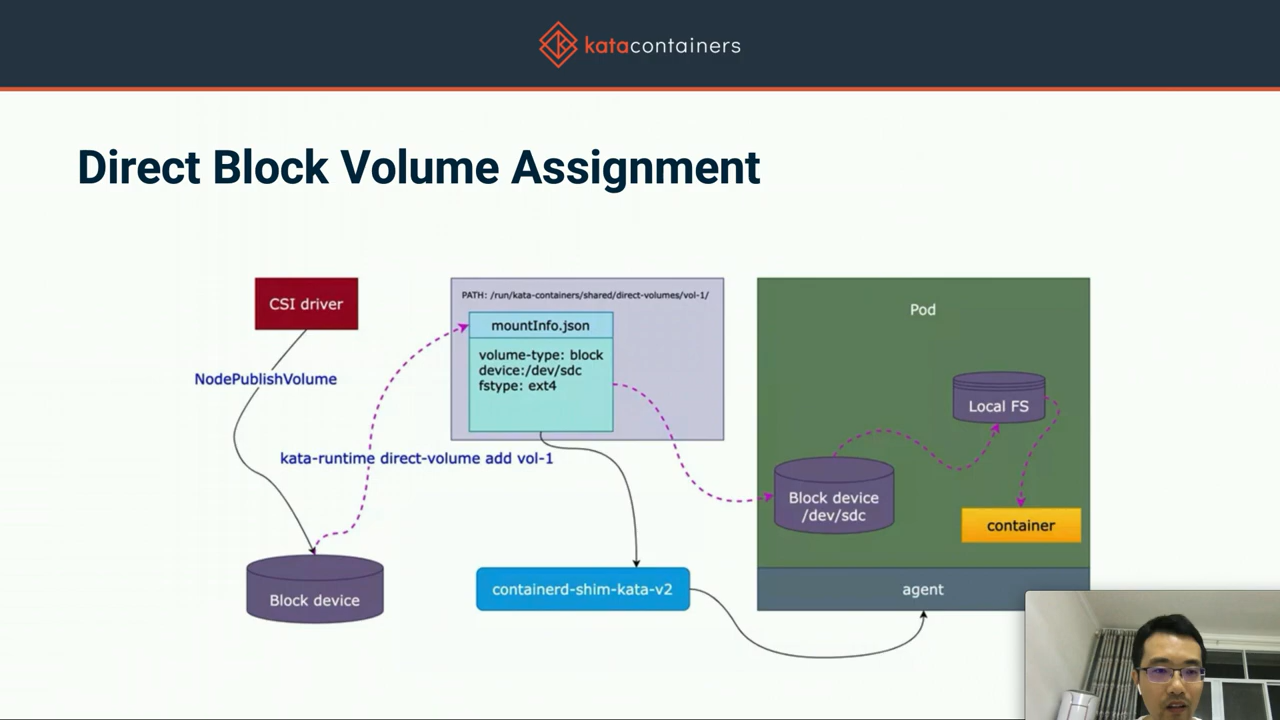 katacontainers
Direct Block Volume Assignment
CSI driver
NodePublishVolume
Block device
kata-runtime direct-volume add vol-1
PATH: /run/kata-containers/shared/direct-volumes/vol-1/
mountInfo.json
volume-type: block
device:/dev/sdc
fstype: ext4
containerd-shim-kata-v2
Pod
Local FS
Block device
/dev/sdc
container
agent